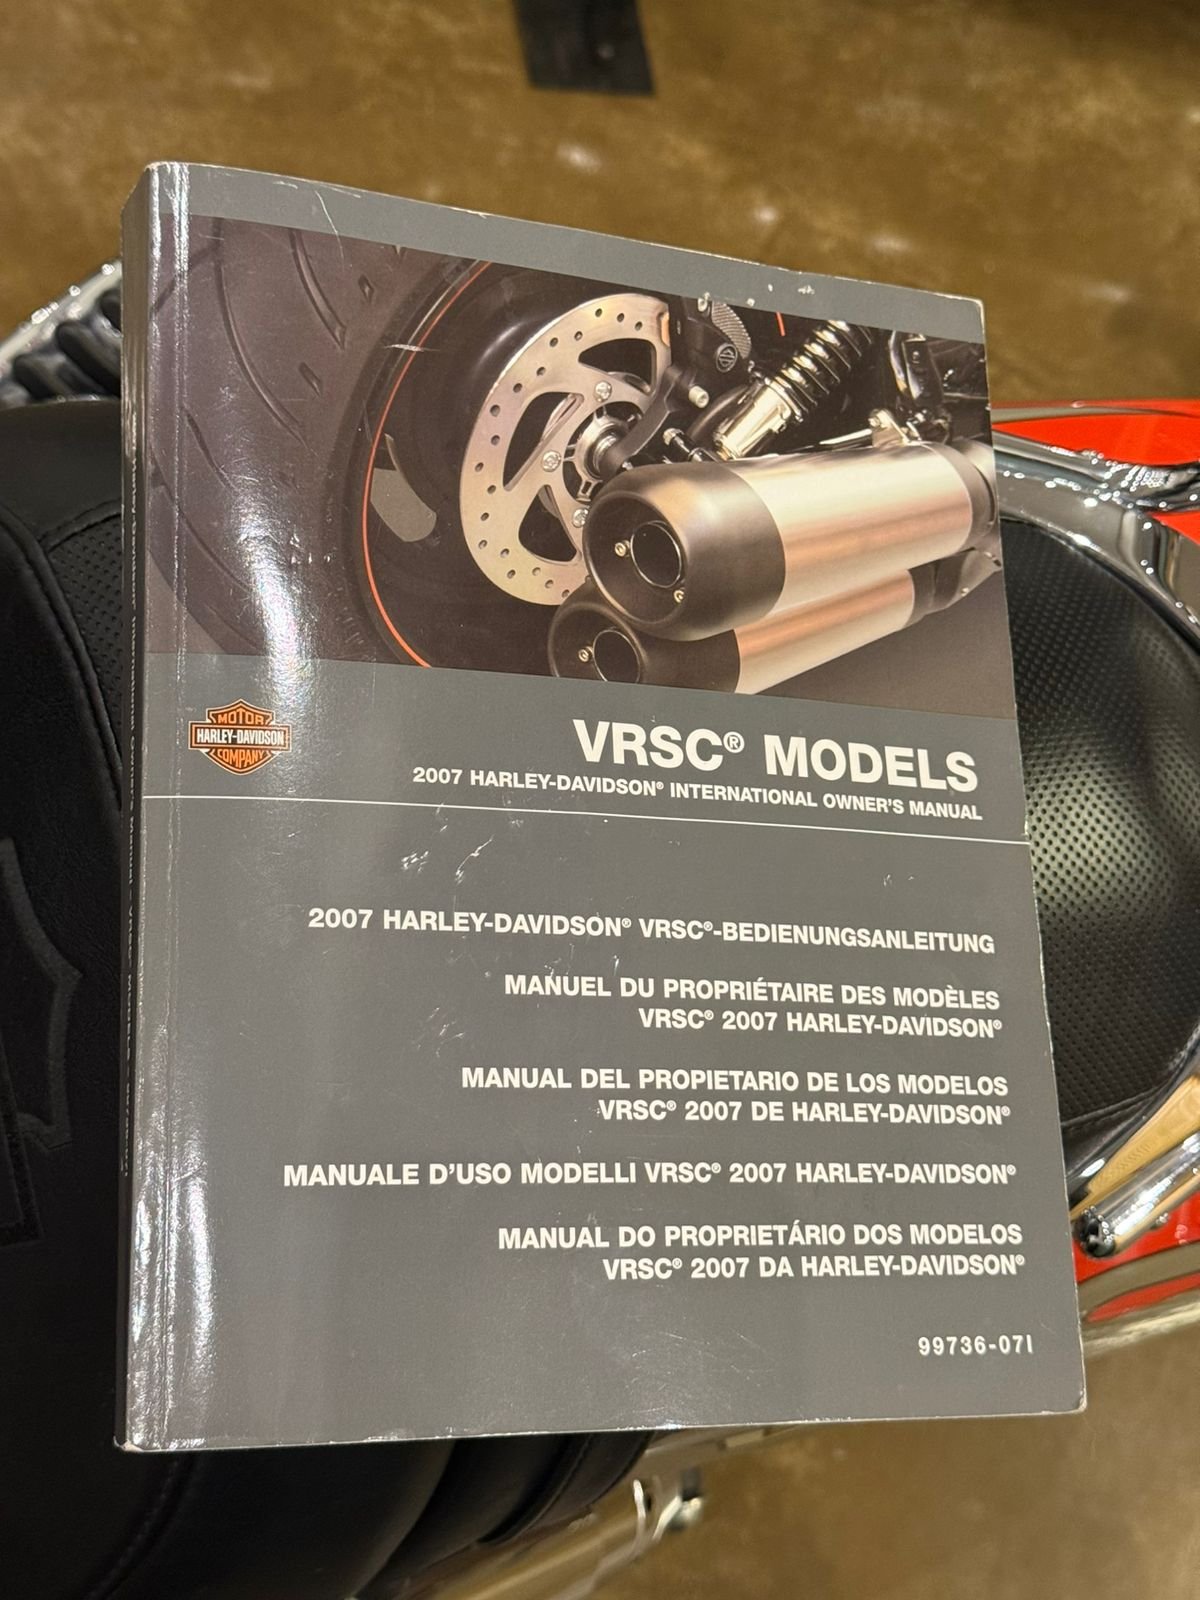 MOTOR
HARLEY-DAVIDSON
COMPANY
VRSC® MODELS
2007 HARLEY-DAVIDSON® INTERNATIONAL OWNER'S MANUAL
2007 HARLEY-DAVIDSON® VRSC®-BEDIENUNGSANLEITUNG
MANUEL DU PROPRIÉTAIRE DES MODÈLES
VRSC® 2007 HARLEY-DAVIDSON®
MANUAL DEL PROPIETARIO DE LOS MODELOS
VRSC® 2007 DE HARLEY-DAVIDSON®
MANUALE D'USO MODELLI VRSC® 2007 HARLEY-DAVIDSON®
MANUAL DO PROPRIETÁRIO DOS MODELOS
VRSC® 2007 DA HARLEY-DAVIDSON®
99736-07I